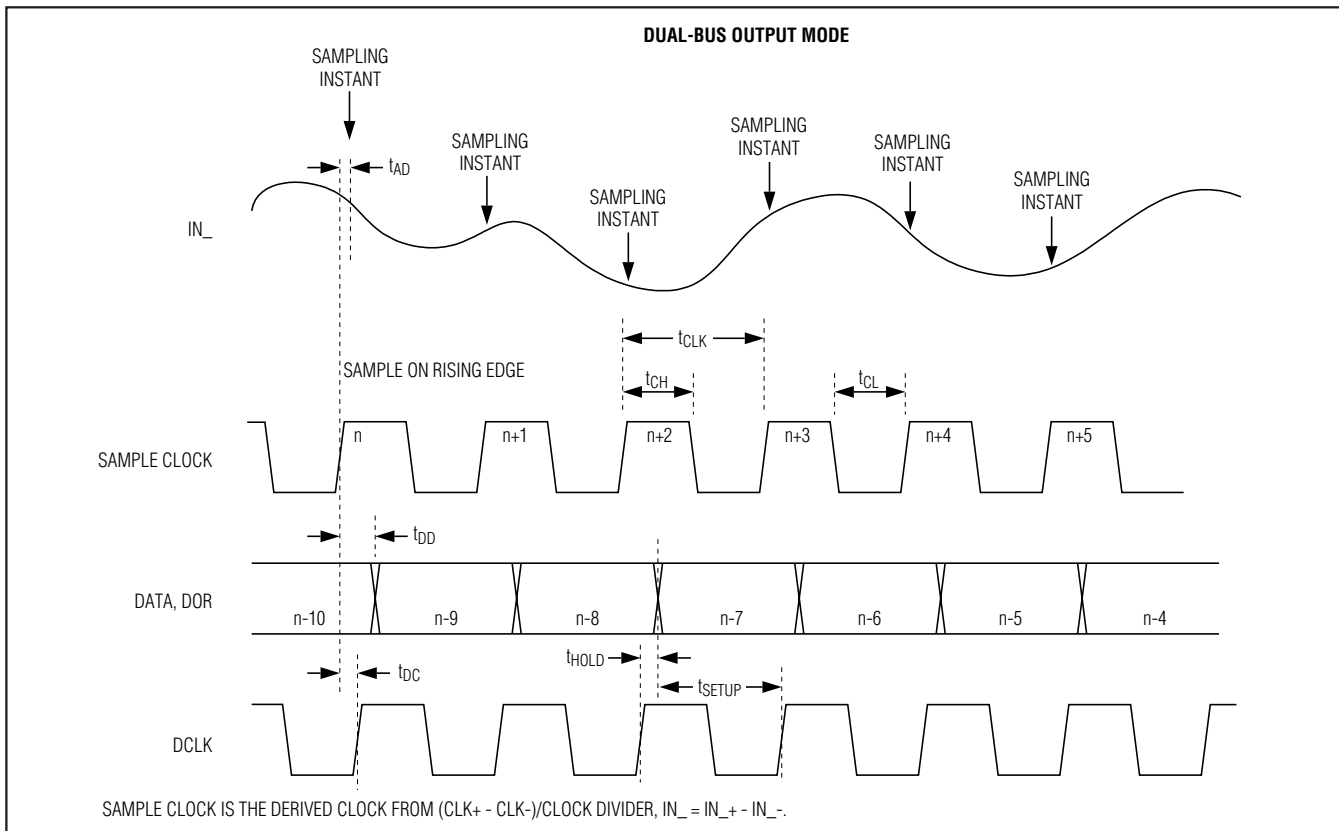 DUAL-BUS OUTPUT MODE
SAMPLING
INSTANT
SAMPLING
INSTANT
SAMPLING
INSTANT
SAMPLING
INSTANT
SAMPLING
INSTANT
SAMPLING
INSTANT
tAD
IN_
tCLK
SAMPLE ON RISING EDGE
tCH
tCL
n
n+1
n+2
n+3
n+4
n+5
SAMPLE CLOCK
tDD
DATA, DOR
n-10
n-9
n-8
n-7
n-6
n-5
n-4
tDC
tHOLD
tSETUP
DCLK
SAMPLE CLOCK IS THE DERIVED CLOCK FROM (CLK+ - CLK-)/CLOCK DIVIDER, IN_ = IN_+ - IN_-.